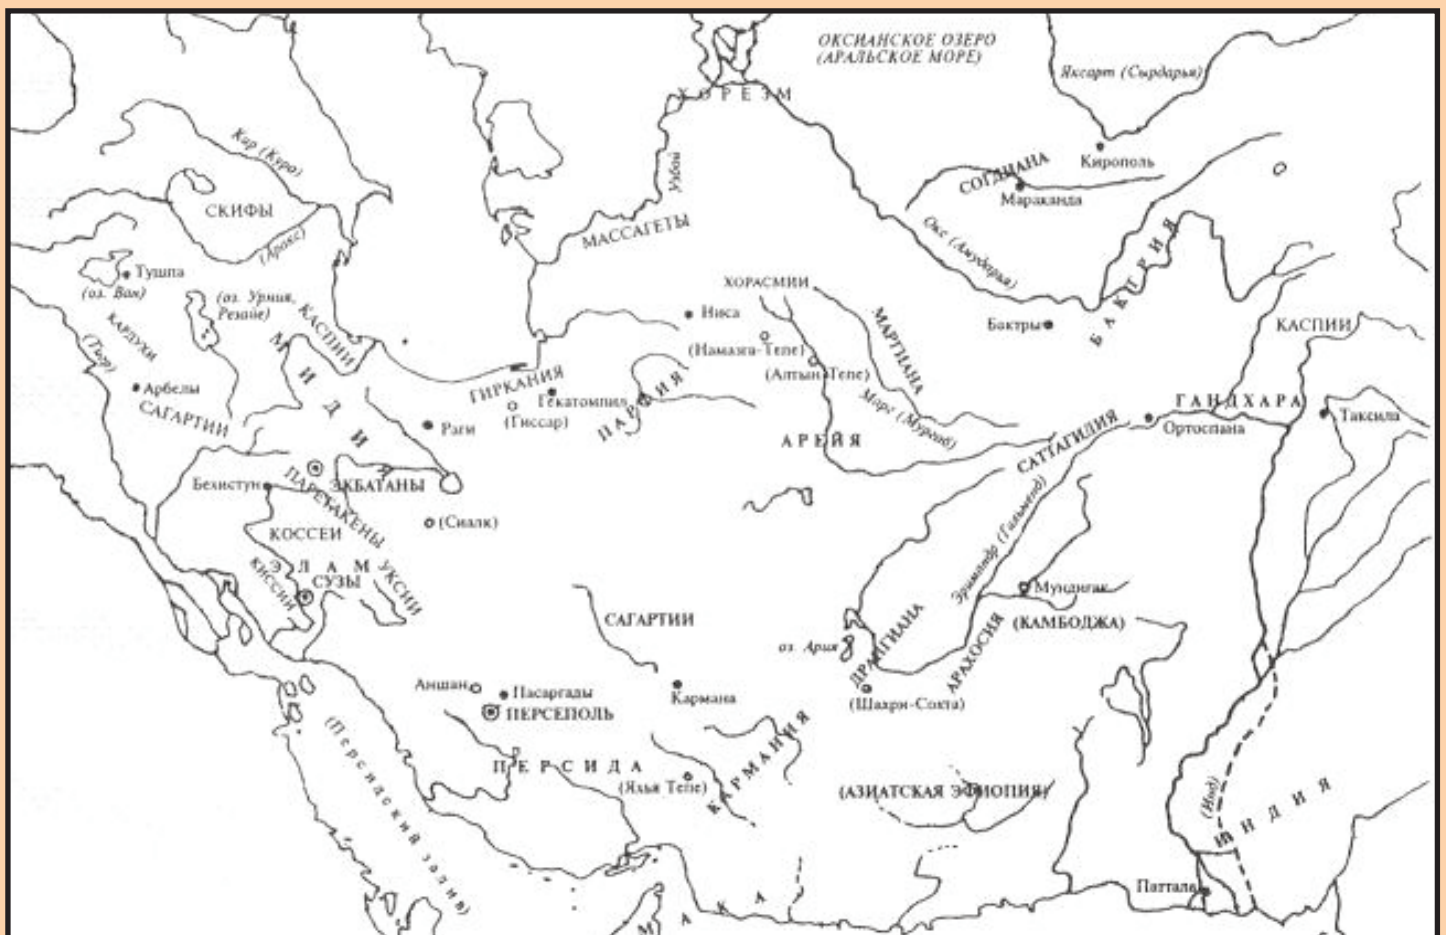 ОКСИАНСКОЕ ОЗЕРО
(АРАЛЬСКОЕ МОРЕ)
Яксарт (Сырдарья)
ХОРЕЗМ
Кир (Кура)
Узбой
Кирополь
СОГДИАНА
Мараканда
СКИФЫ
(Аракс)
МАССАГЕТЫ
Окс (Амударья)
БАКТРИЯ
Тушпа
(оз. Ван)
(оз. Урмия,
Резайе)
КАСПИИ
ХОРАСМИИ
Ниса
(Намазга-Тепе)
(Алтын-Тепе)
МАРГИАНА
Бактры
КАСПИИ
КАРДУХИ
(Тигр)
МИДИЯ
Арбелы
САГАРТИИ
ГИРКАНИЯ
Гекатомпил
(Гиссар)
ПАРФИЯ
Марг (Мургаб)
ГАНДХАРА
Таксила
Раги
АРЕЙЯ
САТТАГИДИЯ
Ортоспана
Бехистун
ЭКБАТАНЫ
ПАРЕТАКЕНЫ
(Сиалк)
КОССЕИ
Эримандр (Гильменд)
ЭЛАМ
СУЗЫ
КИССИИ
УКСИИ
Мундигак
(КАМБОДЖА)
САГАРТИИ
оз. Ария
ДРАНГИАНА
АРАХОСИЯ
Аншан
Пасаргады
ПЕРСЕПОЛЬ
Кармана
(Шахри-Сохта)
(Персидский залив)
ПЕРСИДА
(Яхья Тепе)
КАРМАНИЯ
(АЗИАТСКАЯ ЭФИОПИЯ)
(Инд)
ИНДИЯ
Паттала
МАКА